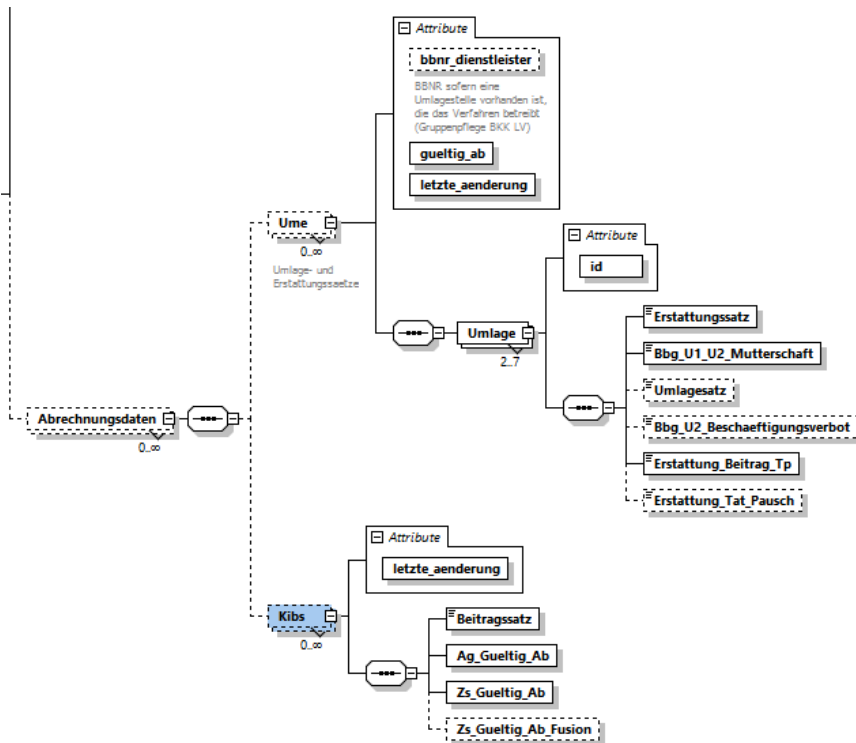 Attribute
bbnr_dienstleister
BBNR sofern eine
Umlagestelle vorhanden ist,
die das Verfahren betreibt
(Gruppenpflege BKK LV)
gueltig_ab
letzte_aenderung
Ume
0..∞
Umlage- und
Erstattungssaetze
Attribute
id
Umlage
2..7
Erstattungssatz
Bbg_U1_U2_Mutterschaft
Umlagesatz
Bbg_U2_Beschaeftigungsverbot
Erstattung_Beitrag_Tp
Erstattung_Tat_Pausch
Abrechnungsdaten
0..∞
Attribute
letzte_aenderung
Kibs
0..∞
Beitragssatz
Ag_Gueltig_Ab
Zs_Gueltig_Ab
Zs_Gueltig_Ab_Fusion